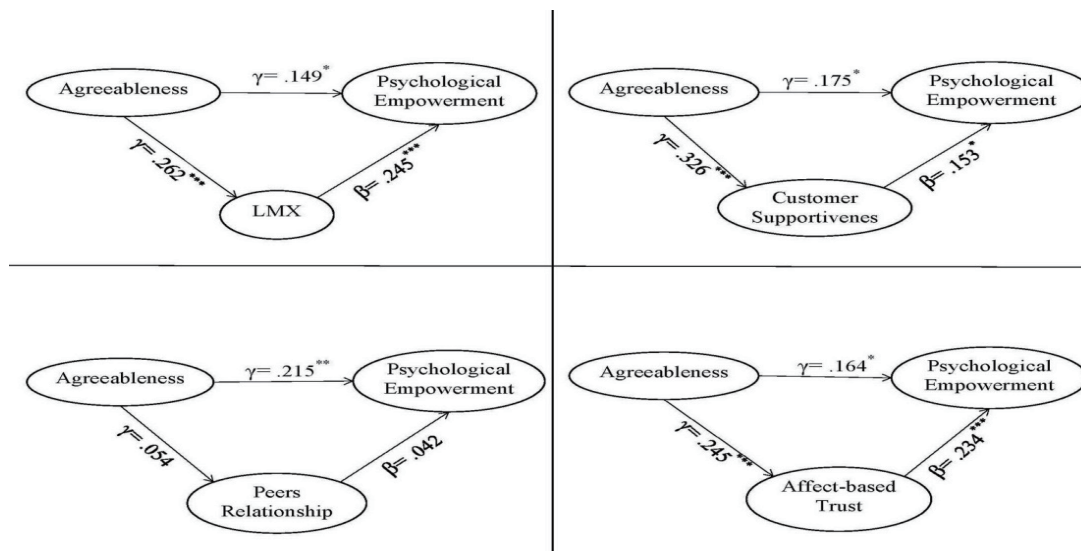 Agreeableness
γ= .149*
Psychological
Empowerment
γ= .262***
β= .245***
LMX
Agreeableness
γ= .175*
Psychological
Empowerment
γ= .326***
β= .153*
Customer
Supportivenes
Agreeableness
γ= .215**
Psychological
Empowerment
γ= .054
β= .042
Peers
Relationship
Agreeableness
γ= .164*
Psychological
Empowerment
γ= .245***
β= .234***
Affect-based
Trust